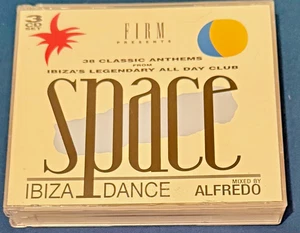 3
CD
SET
FIRM
PRESENTS
38 CLASSIC ANTHEMS
FROM
IBIZA'S LEGENDARY ALL DAY CLUB
space
IBIZA DANCE
MIXED BY
ALFREDO